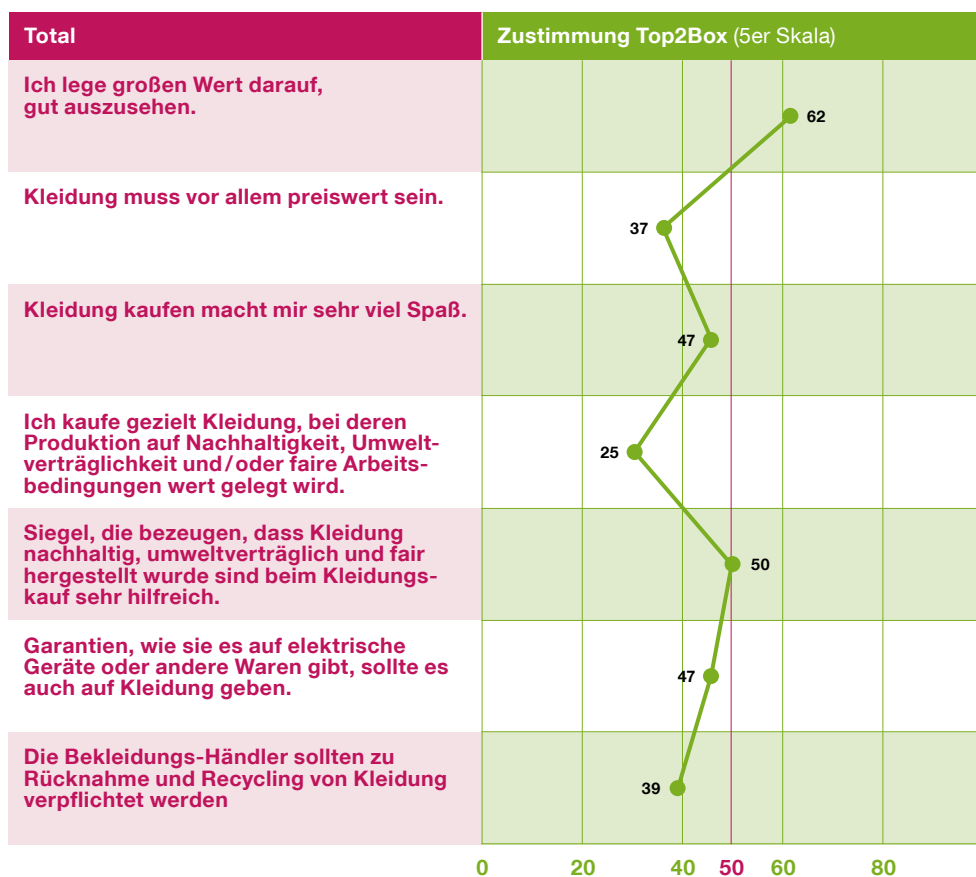 Total
Zustimmung Top2Box (5er Skala)
Ich lege großen Wert darauf,
gut auszusehen.
62
Kleidung muss vor allem preiswert sein.
37
Kleidung kaufen macht mir sehr viel Spaß.
47
Ich kaufe gezielt Kleidung, bei deren
Produktion auf Nachhaltigkeit, Umwelt-
verträglichkeit und/oder faire Arbeits-
bedingungen wert gelegt wird.
25
Siegel, die bezeugen, dass Kleidung
nachhaltig, umweltverträglich und fair
hergestellt wurde sind beim Kleidungs-
kauf sehr hilfreich.
50
Garantien, wie sie es auf elektrische
Geräte oder andere Waren gibt, sollte es
auch auf Kleidung geben.
47
Die Bekleidungs-Händler sollten zu
Rücknahme und Recycling von Kleidung
verpflichtet werden
39
0 20 40 50 60 80